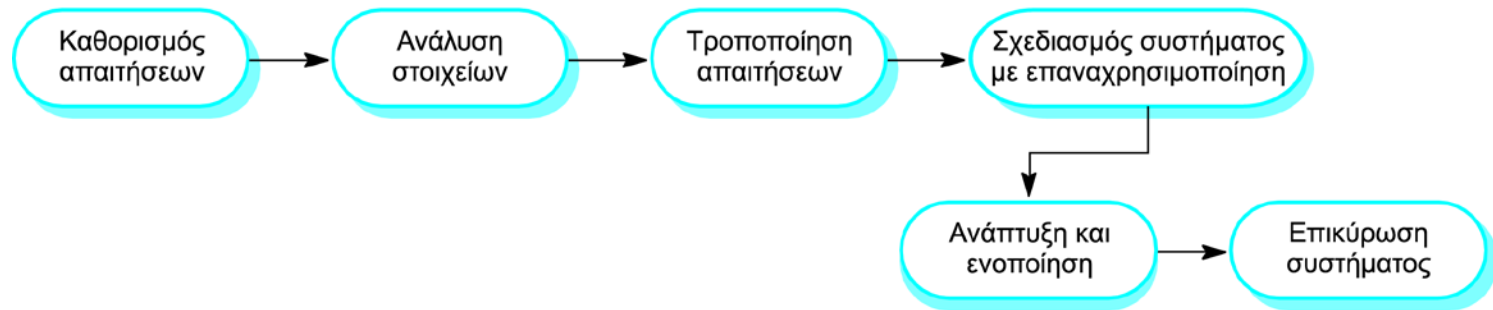 Καθορισμός
απαιτήσεων
Ανάλυση
στοιχείων
Τροποποίηση
απαιτήσεων
Σχεδιασμός συστήματος
με επαναχρησιμοποίηση
Ανάπτυξη και
ενοποίηση
Επικύρωση
συστήματος